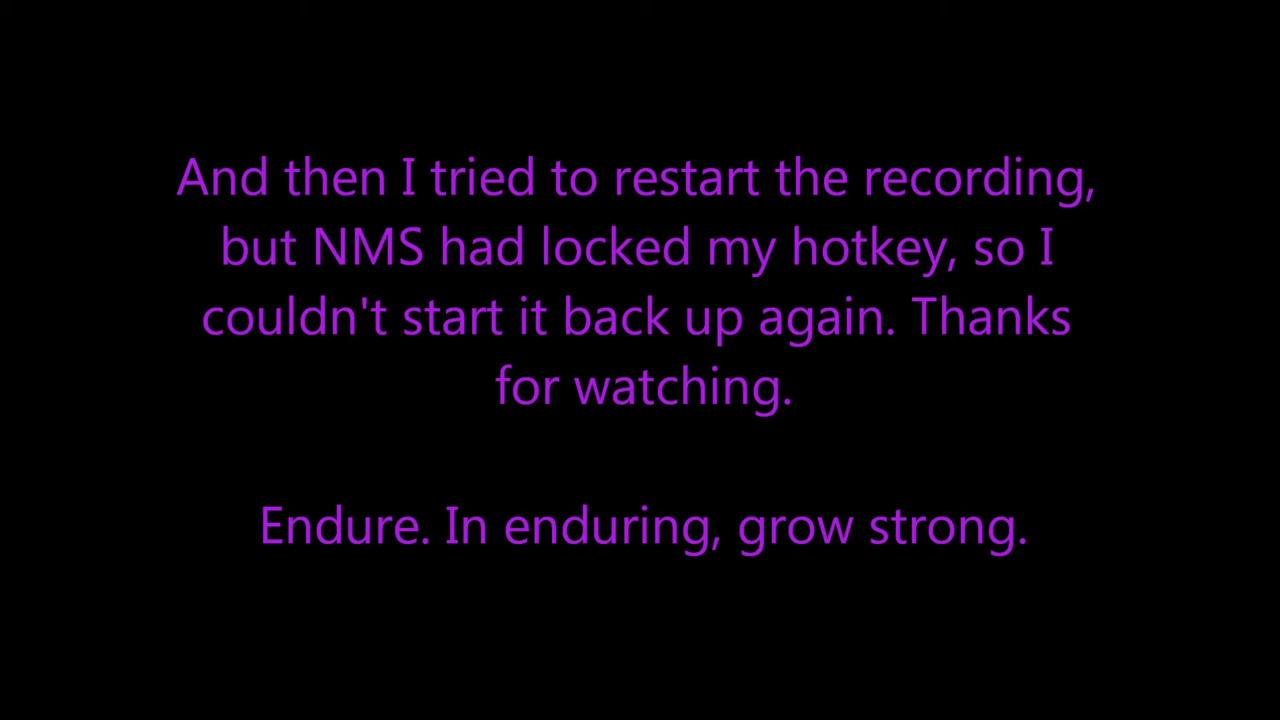 And then I tried to restart the recording,
but NMS had locked my hotkey, so I
couldn't start it back up again. Thanks
for watching.
Endure. In enduring, grow strong.